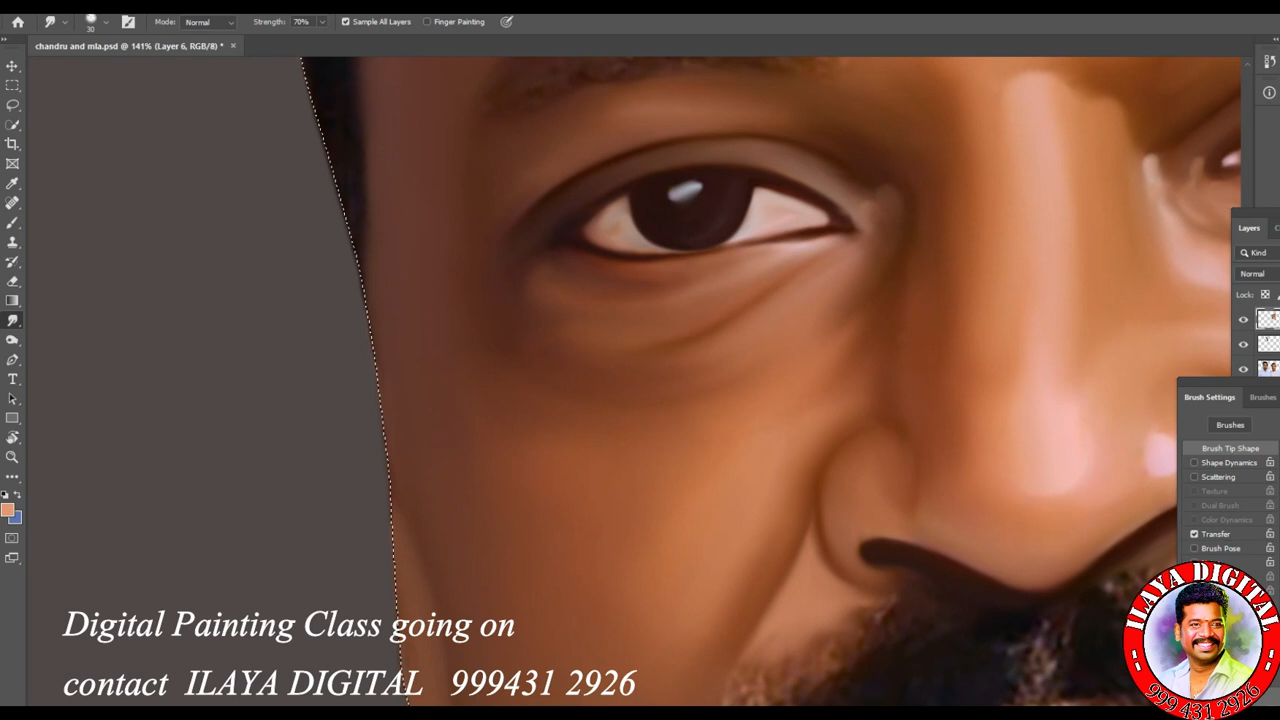 30
Mode: Normal
Strength: 70%
Sample All Layers
Finger Painting
chandru and mla.psd @ 141% (Layer 6, RGB/8) *
Layers
Kind
Normal
Lock:
Brush Settings
Brushes
Brushes
Brush Tip Shape
Shape Dynamics
Scattering
Texture
Dual Brush
Color Dynamics
Transfer
Brush Pose
Digital Painting Class going on
contact ILAYA DIGITAL 999431 2926
ILAYA DIGITAL
999 431 2926